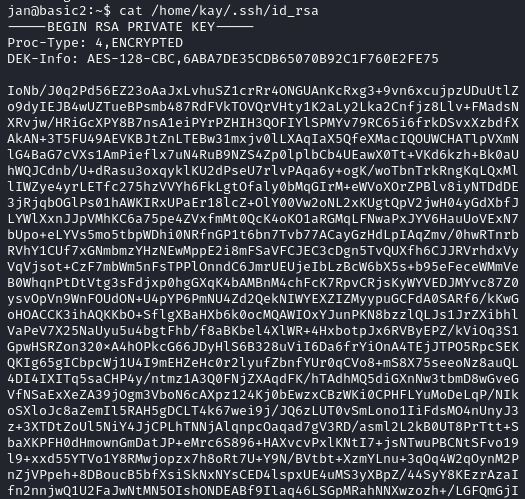 jan@basic2:~$ cat /home/kay/.ssh/id_rsa
-----BEGIN RSA PRIVATE KEY-----
Proc-Type: 4,ENCRYPTED
DEK-Info: AES-128-CBC,6ABA7DE35CDB65070B92C1F760E2FE75
IoNb/J0q2Pd56EZ23oAaJxLvhuSZ1crRr4ONGUAnKcRxg3+9vn6xcujpzUDuUtlZ
o9dyIEJB4wUZTueBPsmb487RdFVkTOVQrVHty1K2aLy2Lka2Cnfjz8Llv+FMadsN
XRvjw/HRiGcXPY8B7nsA1eiPYrPZHIH3QOFIYlSPMYv79RC65i6frkDSvxXzbdfX
AkAN+3T5FU49AEVKBJtZnLTEBw31mxjv0lLXAqIaX5QfeXMacIQOUWCHATlpVXmN
lG4BaG7cVXs1AmPieflx7uN4RuB9NZS4Zp0lplbCb4UEawX0Tt+VKd6kzh+Bk0aU
hWQJCdnb/U+dRasu3oxqyklKU2dPseU7rlvPAqa6y+ogK/woTbnTrkRngKqLQxMl
lIWZye4yrLETfc275hzVVYh6FkLgtOfaly0bMqGIrM+eWVoXOrZPBlv8iyNTDdDE
3jRjqbOGlPs01hAWKIRxUPaEr18lcZ+OlY00Vw2oNL2xKUgtQpV2jwH04yGdXbfJ
LYWlXxnJJpVMhKC6a75pe4ZVxfmMt0QcK4oKO1aRGMqLFNwaPxJYV6HauUoVExN7
bUpo+eLYVs5mo5tbpWDhi0NRfnGP1t6bn7Tvb77ACayGzHdLpIAqZmv/0hwRTnrb
RVhY1CUf7xGNmbmzYHzNEwMppE2i8mFSaVFCJEC3cDgn5TvQUXfh6CJJRVrhdxVy
VqVjsot+CzF7mbWm5nFsTPPlOnndC6JmrUEUjeIbLzBcW6bX5s+b95eFeceWMmVe
B0WhqnPtDtVtg3sFdjxp0hgGXqK4bAMBnM4chFcK7RpvCRjsKyWYVEDJMYvc87Z0
ysvOpVn9WnFOUdON+U4pYP6PmNU4Zd2QekNIWYEXZIZMyypuGCFdA0SARf6/kKwG
oHOACCK3ihAQKKbO+SflgXBaHXb6k0ocMQAWIOxYJunPKN8bzzlQLJs1JrZXibhl
VaPeV7X25NaUyu5u4bgtFhb/f8aBKbel4XlWR+4HxbotpJx6RVByEPZ/kViOq3S1
GpwHSRZon320×A4hOPkcG66JDyHlS6B328uViI6Da6frYiOnA4TEjJTPO5RpcSEK
QKIg65gICbpcWj1U4I9mEHZeHc0r2lyufZbnfYUr0qCVo8+mS8X75seeoNz8auQL
4DI4IXITq5saCHP4y/ntmz1A3Q0FNjZXAqdFK/hTAdhMQ5diGXnNw3tbmD8wGveG
VfNSaExXeZA39jOgm3VboN6cAXpz124Kj0bEwzxCBzWKi0CPHFLYuMoDeLqP/NIk
oSXloJc8aZemIl5RAH5gDCLT4k67wei9j/JQ6zLUT0vSmLono1IiFdsMO4nUnyJ3
z+3XTDtZoUl5NiY4JjCPLhTNNjAlqnpcOaqad7gV3RD/asml2L2kB0UT8PrTtt+S
baXKPFH0dHmownGmDatJP+eMrc6S896+HAXvcvPxlKNtI7+jsNTwuPBCNtSFvo19
l9+xxd55YTVo1Y8RMwjopzx7h8oRt7U+Y9N/BVtbt+XzmYLnu+3qOq4W2qOynM2P
nZjVPpeh+8DBoucB5bfXsiSkNxNYsCED4lspxUE4uMS3yXBpZ/44SyY8KEzrAzaI
fn2nnjwQ1U2FaJwNtMN5OIshONDEABf9Ilaq46LSGpMRahNNXwzozh+/LGFQmGjI